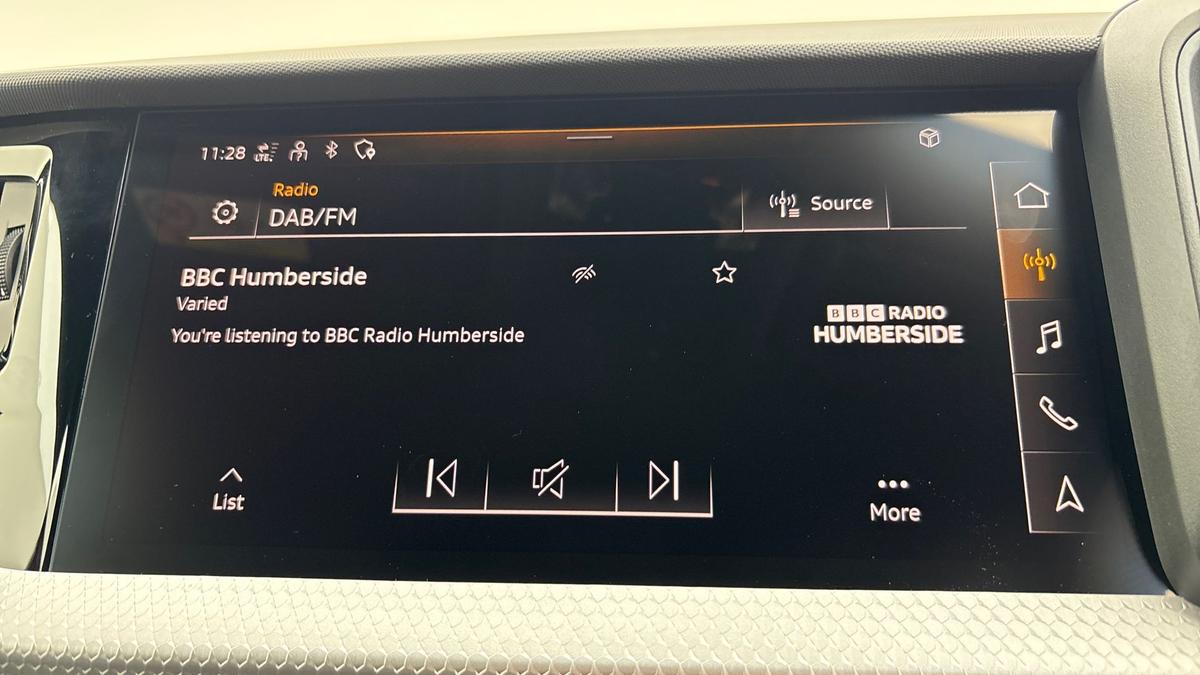 11:28 LTE
Radio
DAB/FM
Source
BBC Humberside
Varied
You're listening to BBC Radio Humberside
BBC RADIO
HUMBERSIDE
List
More